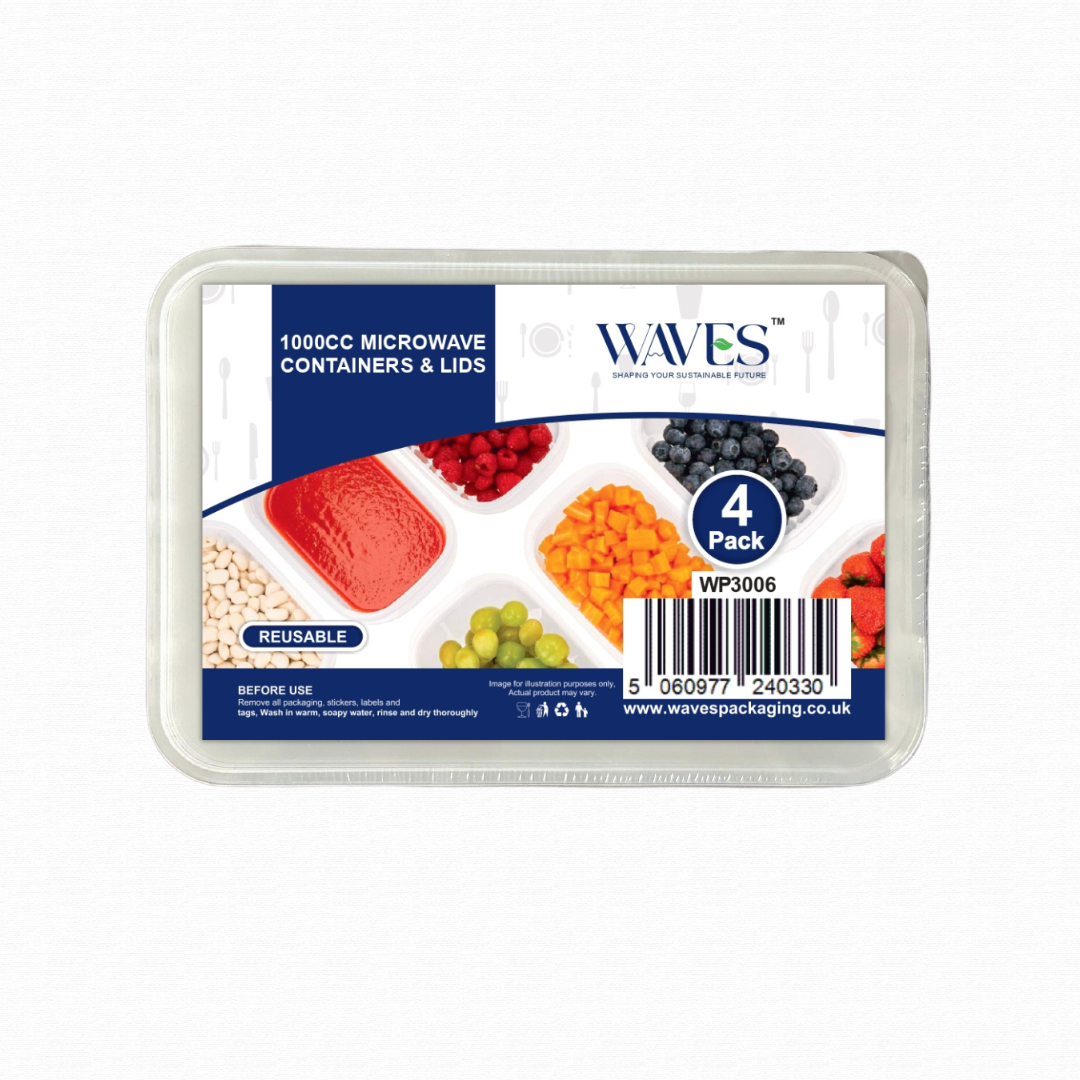 1000CC MICROWAVE
CONTAINERS & LIDS
WAVES™
SHAPING YOUR SUSTAINABLE FUTURE
4
Pack
WP3006
REUSABLE
5 060977 240330
BEFORE USE
Remove all packaging, stickers, labels and
tags, Wash in warm, soapy water, rinse and dry thoroughly
Image for illustration purposes only,
Actual product may vary.
www.wavespackaging.co.uk